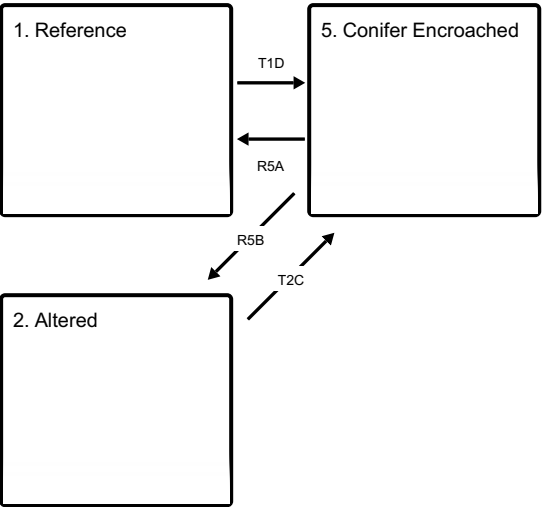 1. Reference
5. Conifer Encroached
T1D
R5A
R5B
T2C
2. Altered